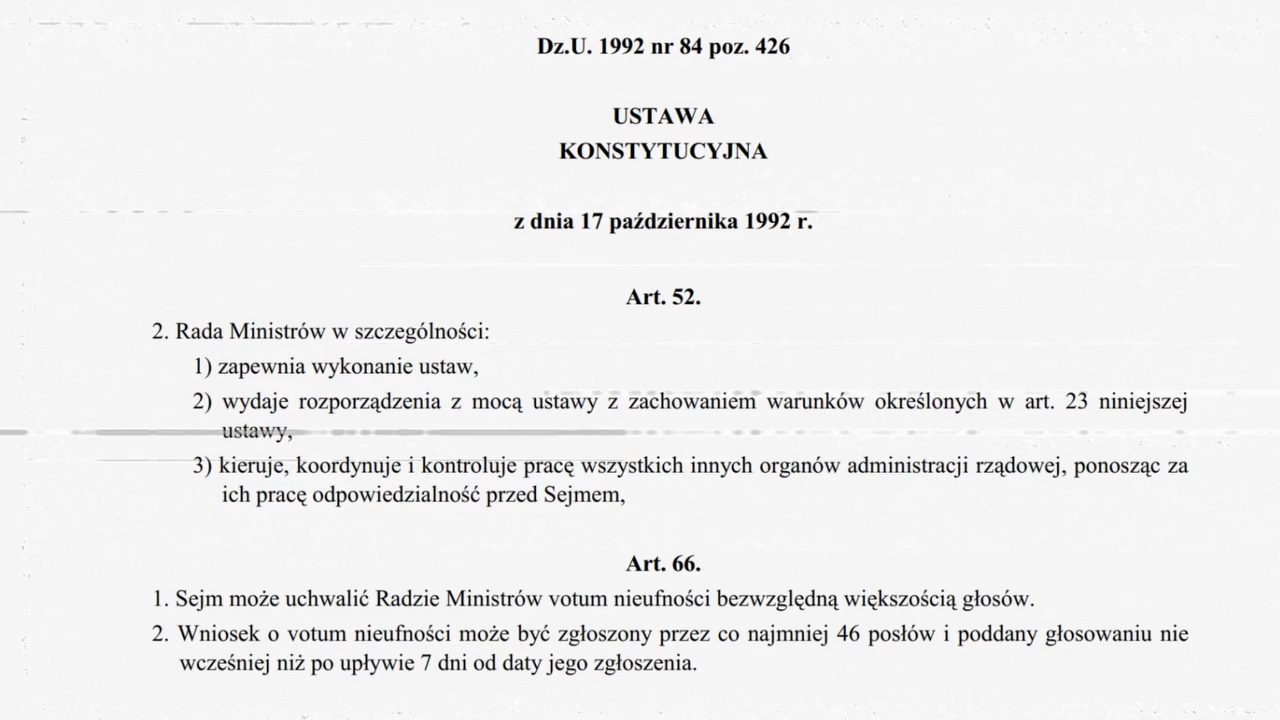 Dz.U. 1992 nr 84 poz. 426
USTAWA
KONSTYTUCYJNA
z dnia 17 października 1992 r.
Art. 52.
2. Rada Ministrów w szczególności:
1) zapewnia wykonanie ustaw,
2) wydaje rozporządzenia z mocą ustawy z zachowaniem warunków określonych w art. 23 niniejszej
ustawy,
3) kieruje, koordynuje i kontroluje pracę wszystkich innych organów administracji rządowej, ponosząc za
ich pracę odpowiedzialność przed Sejmem,
Art. 66.
1. Sejm może uchwalić Radzie Ministrów votum nieufności bezwzględną większością głosów.
2. Wniosek o votum nieufności może być zgłoszony przez co najmniej 46 posłów i poddany głosowaniu nie
wcześniej niż po upływie 7 dni od daty jego zgłoszenia.